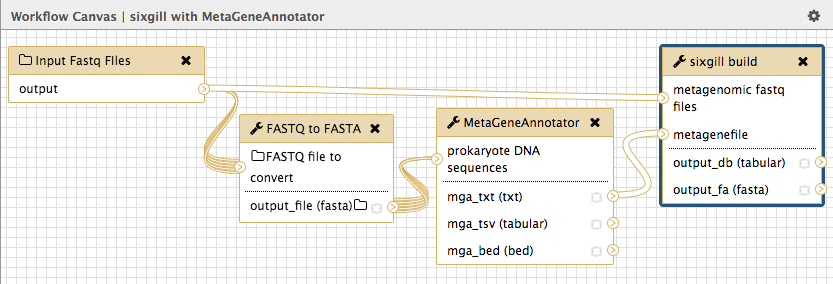 Workflow Canvas | sixgill with MetaGeneAnnotator
Input Fastq FIles
output
FASTQ to FASTA
FASTQ file to
convert
output_file (fasta)
MetaGeneAnnotator
prokaryote DNA
sequences
mga_txt (txt)
mga_tsv (tabular)
mga_bed (bed)
sixgill build
metagenomic fastq
files
metagenefile
output_db (tabular)
output_fa (fasta)